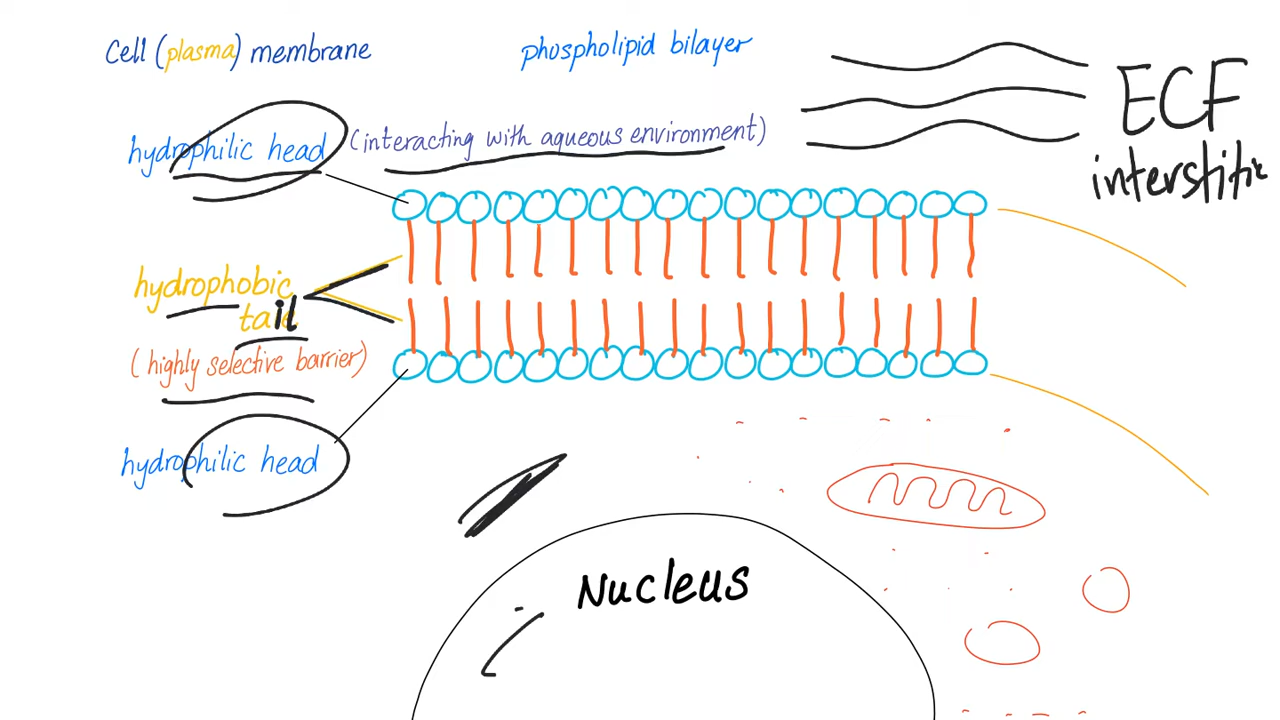 Cell (plasma) membrane
phospholipid bilayer
ECF
hydrophilic head (interacting with aqueous environment)
hydrophobic
tail
(highly selective barrier)
hydrophilic head
Nucleus